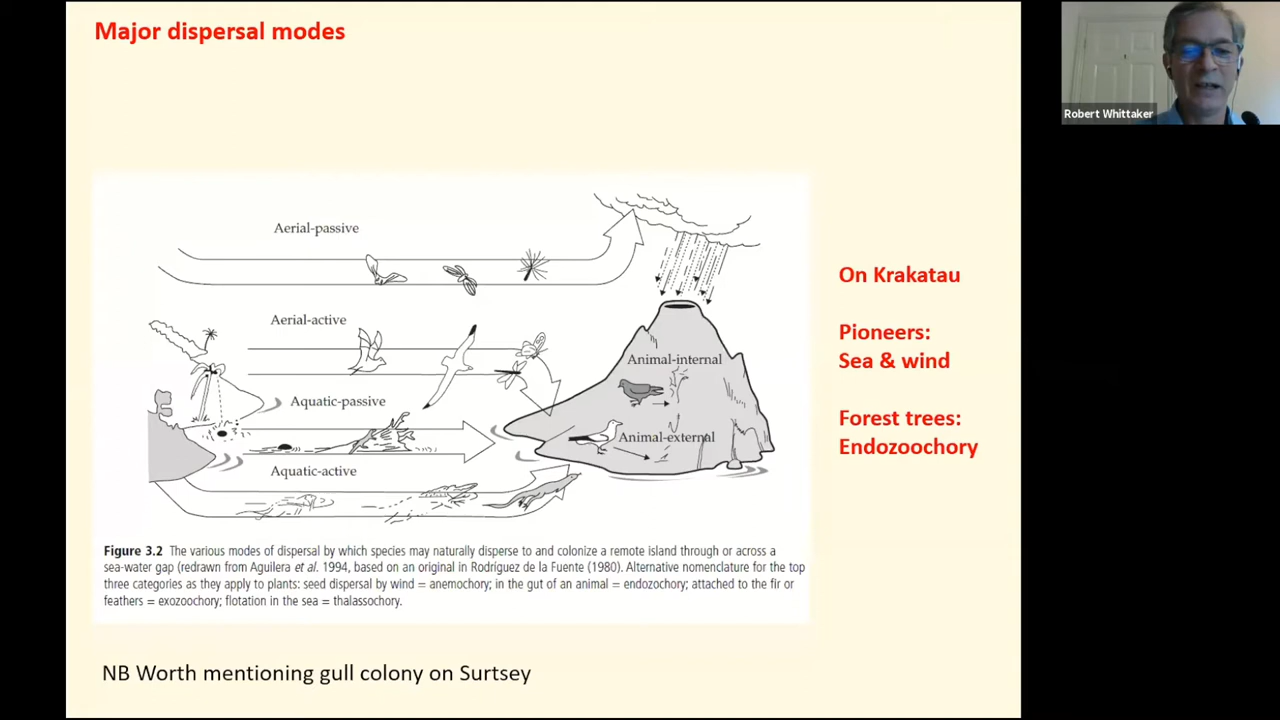 Major dispersal modes
Robert Whittaker
Aerial-passive
Aerial-active
Aquatic-passive
Aquatic-active
Animal-internal
Animal-external
On Krakatau
Pioneers:
Sea & wind
Forest trees:
Endozoochory
Figure 3.2 The various modes of dispersal by which species may naturally disperse to and colonize a remote island through or across a
sea-water gap (redrawn from Aguilera et al. 1994, based on an original in Rodríguez de la Fuente (1980). Alternative nomenclature for the top
three categories as they apply to plants: seed dispersal by wind = anemochory; in the gut of an animal = endozochory; attached to the fir or
feathers = exozoochory; flotation in the sea = thalassochory.
NB Worth mentioning gull colony on Surtsey